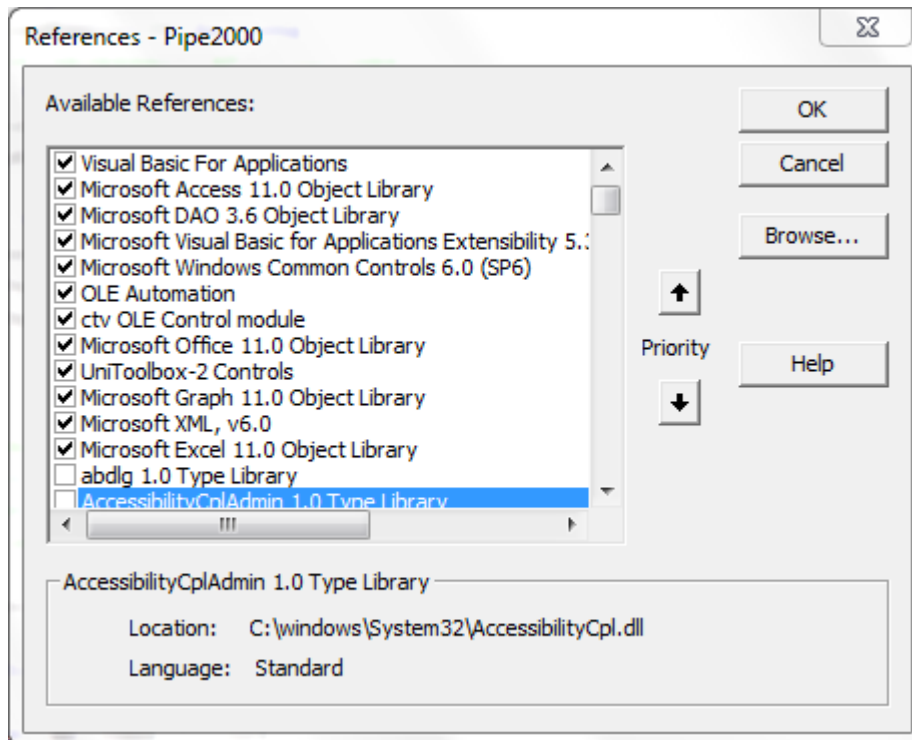 References - Pipe2000
Available References:
OK
Cancel
Browse...
Priority
Help
Visual Basic For Applications
Microsoft Access 11.0 Object Library
Microsoft DAO 3.6 Object Library
Microsoft Visual Basic for Applications Extensibility 5.3
Microsoft Windows Common Controls 6.0 (SP6)
OLE Automation
ctv OLE Control module
Microsoft Office 11.0 Object Library
UniToolbox-2 Controls
Microsoft Graph 11.0 Object Library
Microsoft XML, v6.0
Microsoft Excel 11.0 Object Library
abdlg 1.0 Type Library
AccessibilityCplAdmin 1.0 Type Library
AccessibilityCplAdmin 1.0 Type Library
Location: C:\windows\System32\AccessibilityCpl.dll
Language: Standard